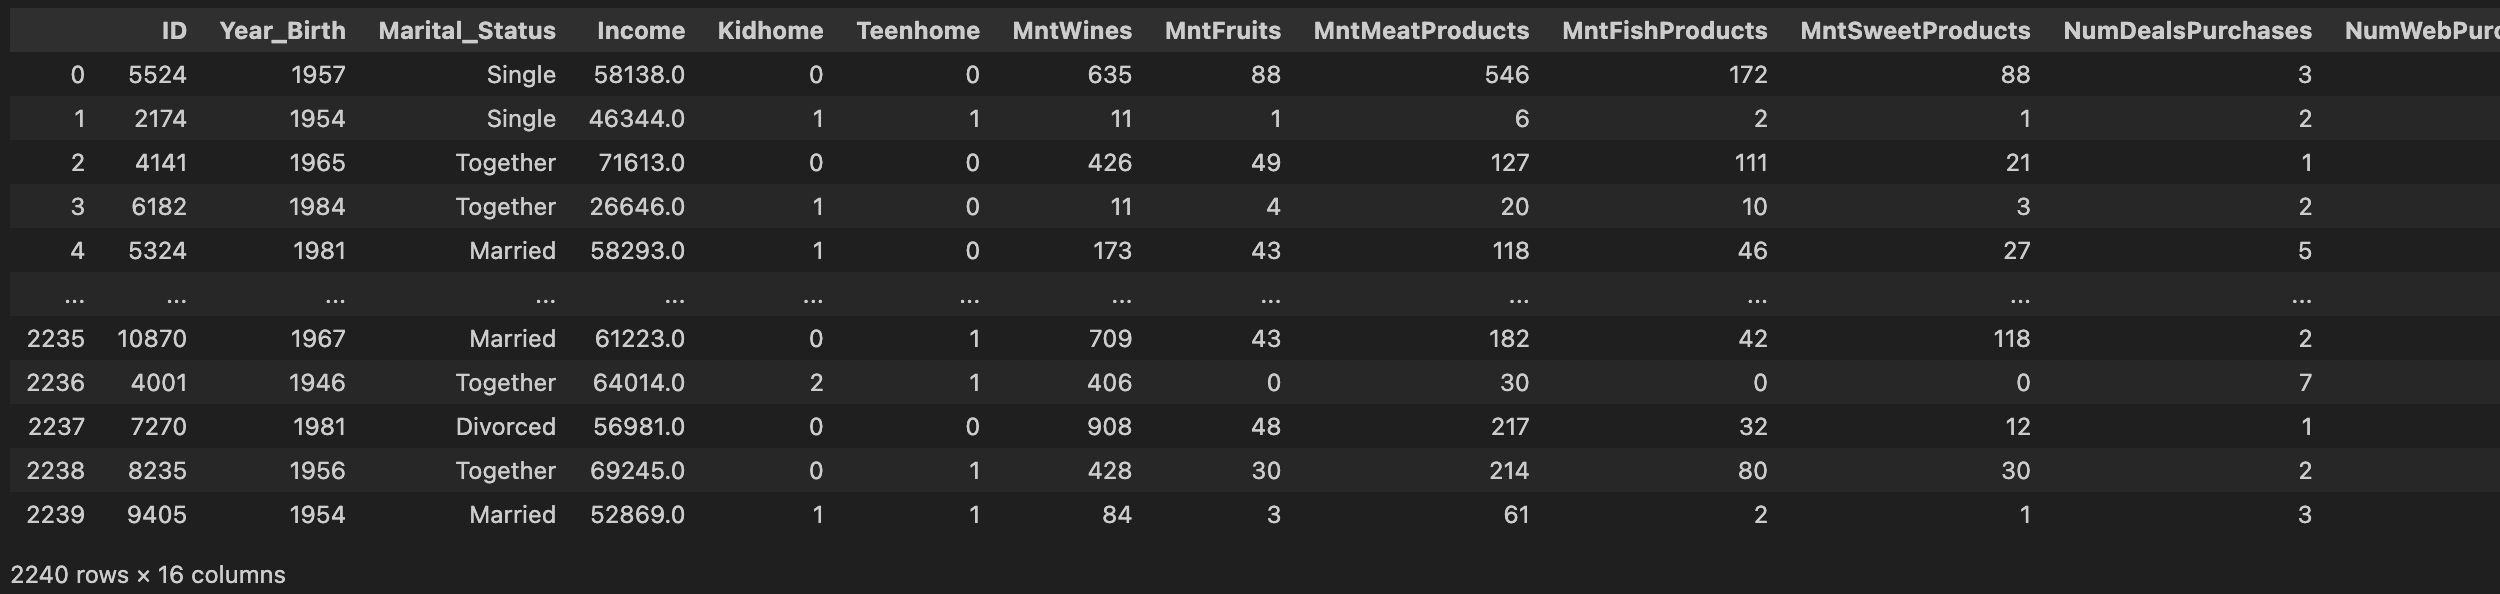 ID Year_Birth Marital_Status Income Kidhome Teenhome MntWines MntFruits MntMeatProducts MntFishProducts MntSweetProducts NumDealsPurchases
0 5524 1957 Single 58138.0 0 0 635 88 546 172 88 3
1 2174 1954 Single 46344.0 1 1 11 1 6 2 1 2
2 4141 1965 Together 71613.0 0 0 426 49 127 111 21 1
3 6182 1984 Together 26646.0 1 0 11 4 20 10 3 2
4 5324 1981 Married 58293.0 1 0 173 43 118 46 27 5
... ... ... ... ... ... ... ... ... ... ... ... ...
2235 10870 1967 Married 61223.0 0 1 709 43 182 42 118 2
2236 4001 1946 Together 64014.0 2 1 406 0 30 0 0 7
2237 7270 1981 Divorced 56981.0 0 0 908 48 217 32 12 1
2238 8235 1956 Together 69245.0 0 1 428 30 214 80 30 2
2239 9405 1954 Married 52869.0 1 1 84 3 61 2 1 3
2240 rows × 16 columns